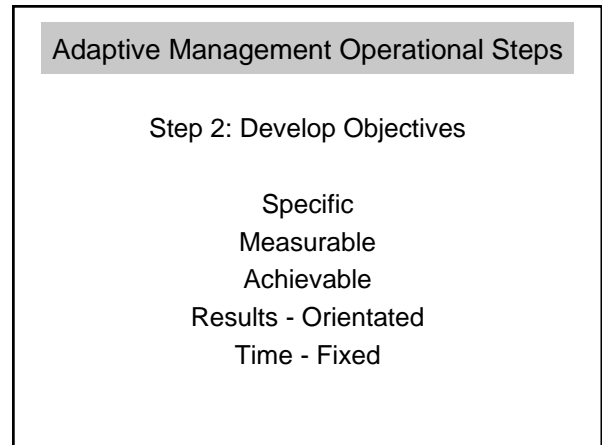 Adaptive Management Operational Steps
Step 2: Develop Objectives
Specific
Measurable
Achievable
Results - Orientated
Time - Fixed